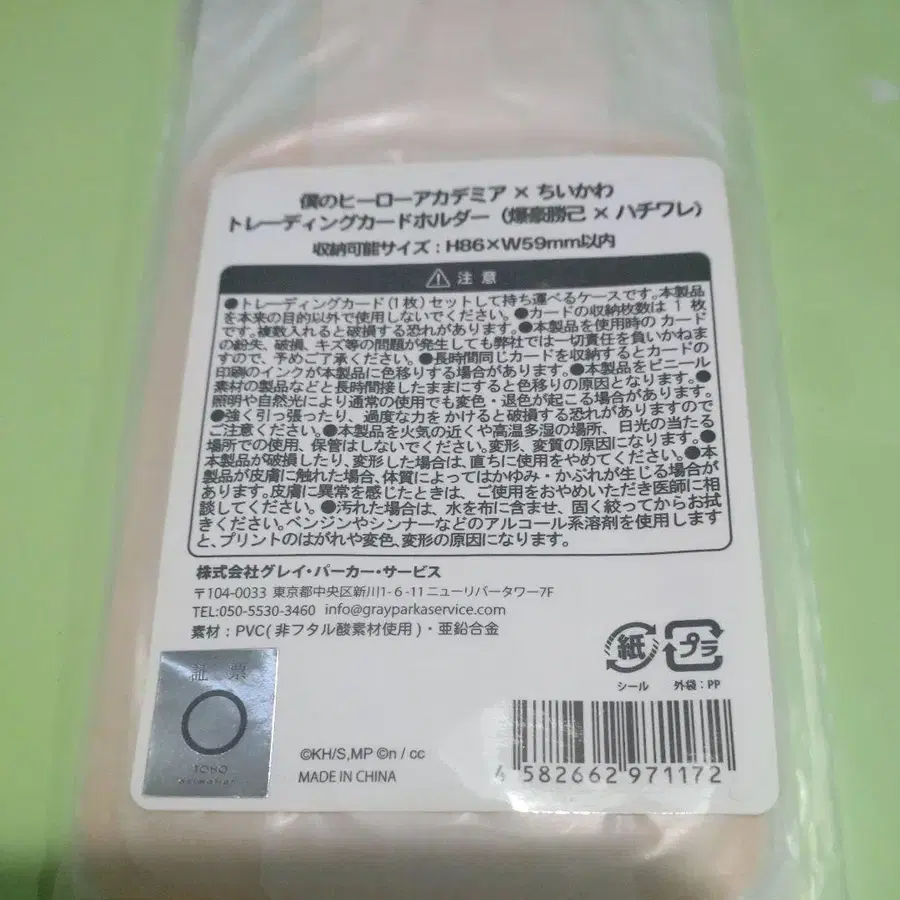 僕のヒーローアカデミア × ちいかわ
トレーディングカードホルダー（爆豪勝己 × ハチワレ）
収納可能サイズ：H86×W59mm以内
注意
●トレーディングカード(1枚)セットして持ち運べるケースです。本製品
を本来の目的以外で使用しないでください。●カードの収納枚数は 1 枚
です。複数入れると破損する恐れがあります。●本製品を使用時の カード
の紛失、破損、キズ等の問題が発生しても弊社では一切責任を負いかねま
すので、予めご了承ください。●長時間同じカードを収納するとカードの
印刷のインクが本製品に色移りする場合があります。●本製品をビニール
素材の製品などと長時間接したままにすると色移りの原因となります。●
照明や自然光により通常の使用でも変色・退色が起こる場合があります。
●強く引っ張ったり、過度な力を かけると破損する恐れがありますので
ご注意ください。●本製品を火気の近くや高温多湿の場所、日光の当たる
場所での使用、保管はしないでください。変形、変質の原因になります。●
本製品が破損したり、変形した場合は、直ちに使用をやめてください。●本製
品が皮膚に触れた場合、体質によってはかゆみ・かぶれが生じる場合が
あります。皮膚に異常を感じたときは、ご使用をおやめいただき医師に相
談してください。●汚れた場合は、水を布に含ませ、固く絞ってからお拭
きください。ベンジンやシンナーなどのアルコール系溶剤を使用します
と、プリントのはがれや変色、変形の原因になります。
株式会社グレイ・パーカー・サービス
〒104-0033 東京都中央区新川1-6-11ニューリバータワー7F
TEL:050-5530-3460 info@grayparkaservice.com
素材：PVC(非フタル酸素材使用)・亜鉛合金
紙
プラ
シール
外袋：PP
証 票
TOHO
animation
©KH/S,MP ©n / cc
MADE IN CHINA
4 582662 971172